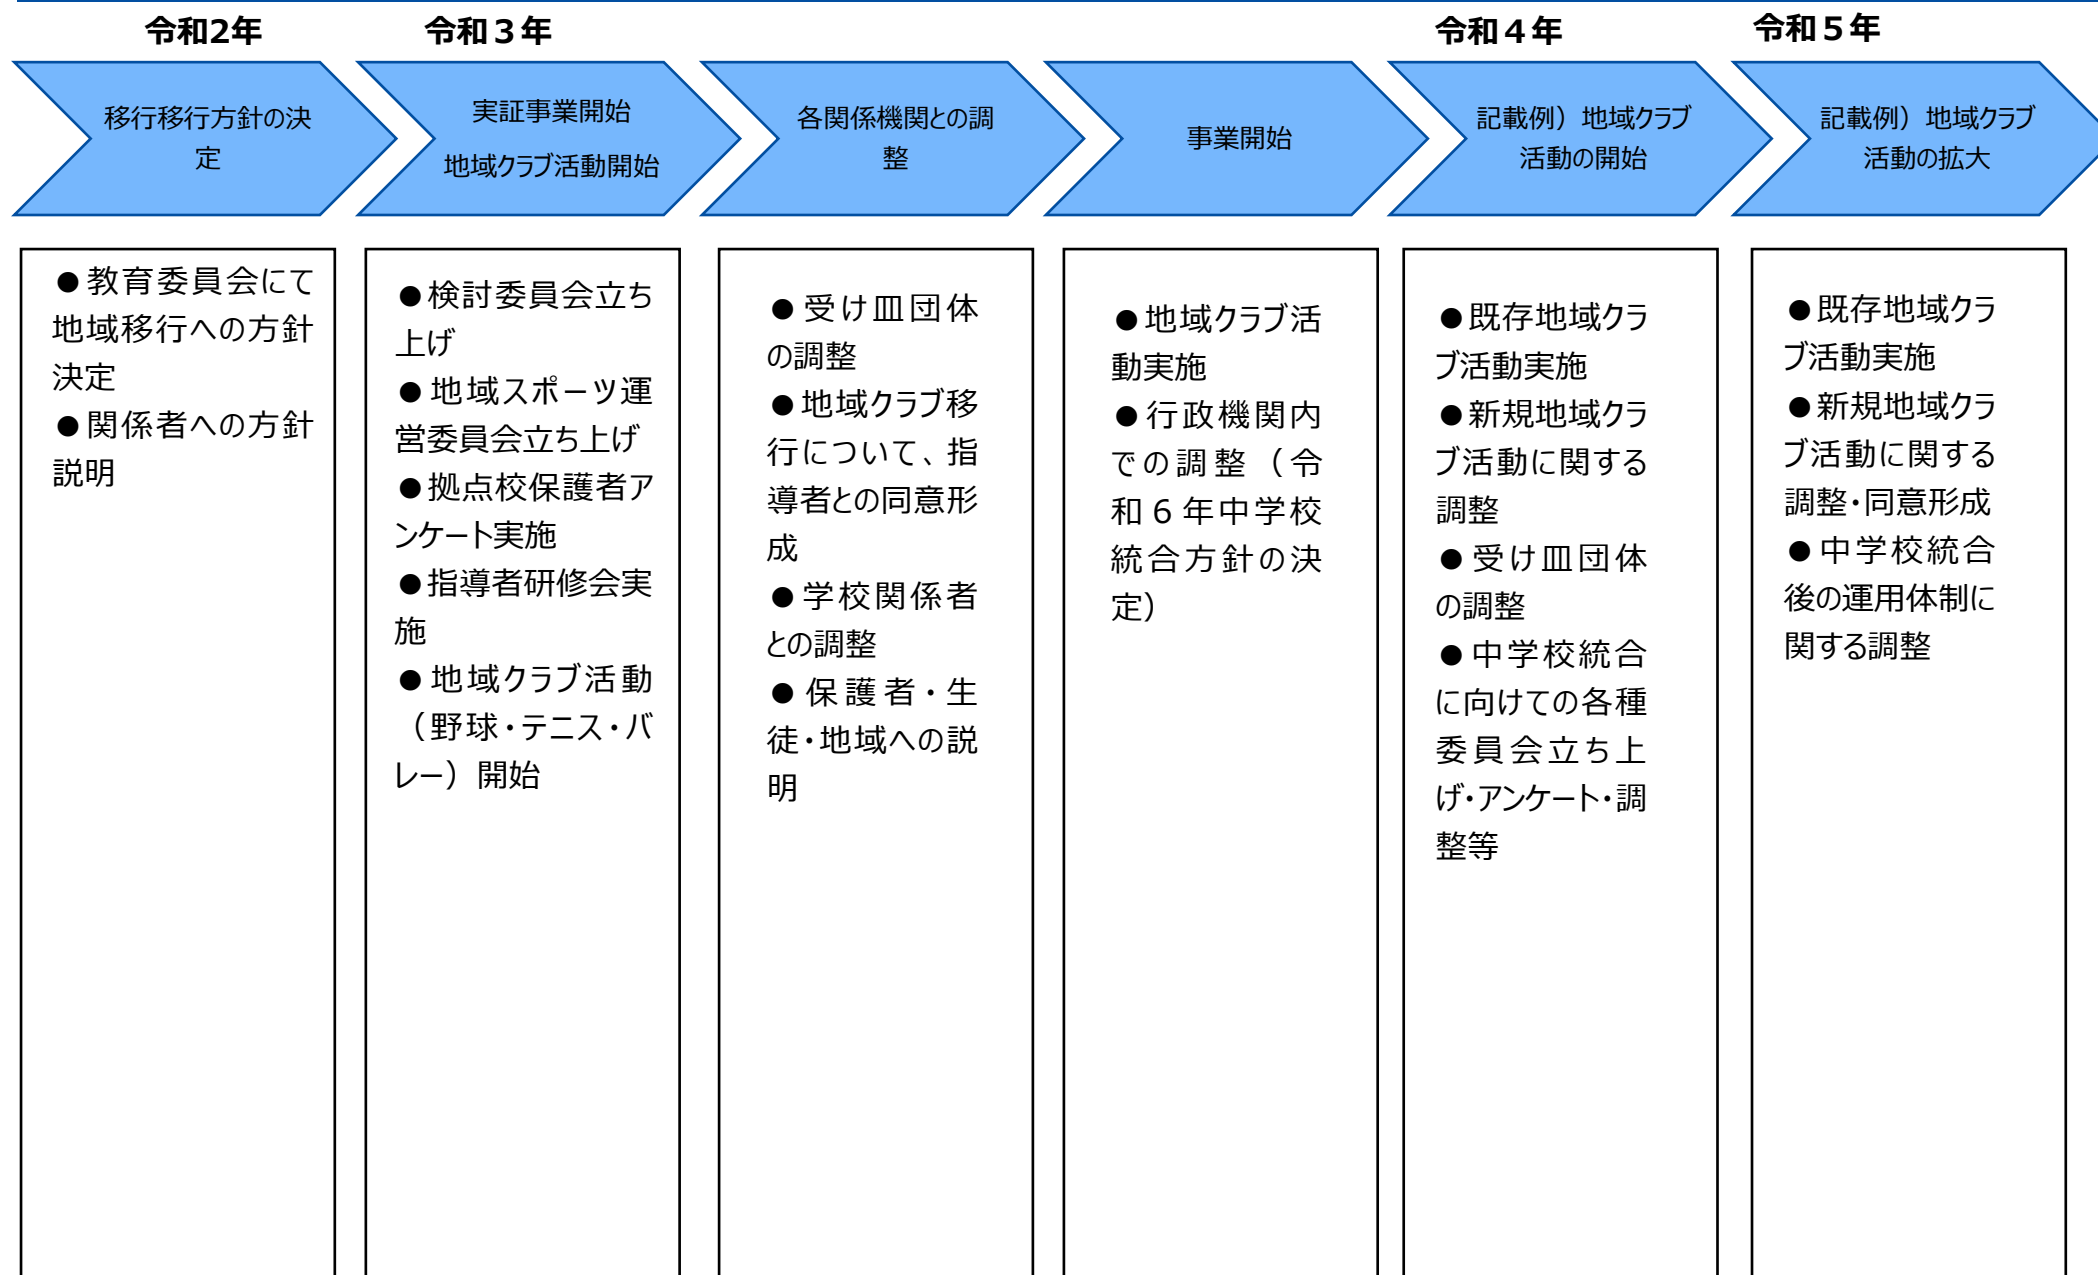 令和2年
令和３年
令和４年
令和５年
移行移行方針の決
定
実証事業開始
地域クラブ活動開始
各関係機関との調
整
事業開始
記載例）地域クラブ
活動の開始
記載例）地域クラブ
活動の拡大
●教育委員会にて
地域移行への方針
決定
●関係者への方針
説明
●検討委員会立ち
上げ
●地域スポーツ運
営委員会立ち上げ
●拠点校保護者ア
ンケート実施
●指導者研修会実
施
●地域クラブ活動
（野球・テニス・バ
レー）開始
●受け皿団体
の調整
●地域クラブ移
行について、指
導者との同意形
成
●学校関係者
との調整
●保護者・生
徒・地域への説
明
●地域クラブ活
動実施
●行政機関内
での調整（令
和６年中学校
統合方針の決
定）
●既存地域クラ
ブ活動実施
●新規地域クラ
ブ活動に関する
調整
●受け皿団体
の調整
●中学校統合
に向けての各種
委員会立ち上
げ・アンケート・調
整等
●既存地域クラ
ブ活動実施
●新規地域クラ
ブ活動に関する
調整・同意形成
●中学校統合
後の運用体制に
関する調整